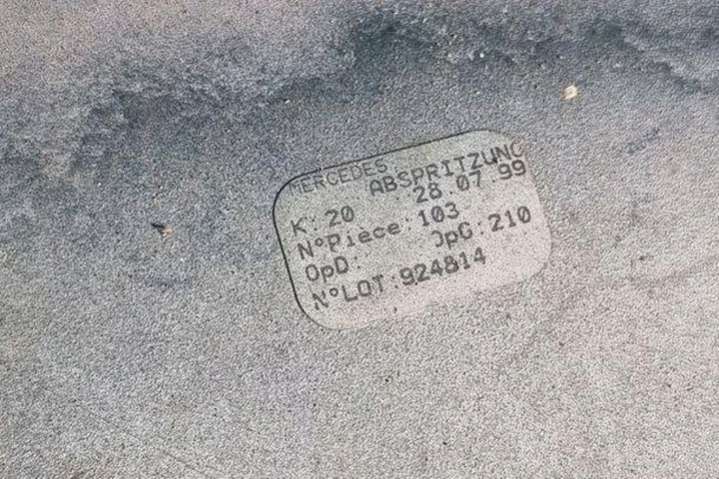 MERCEDES ABSPRITZUNG
K: 20 28.07.99
N°Pièce:103
OpD: OpG:210
N°LOT:924814